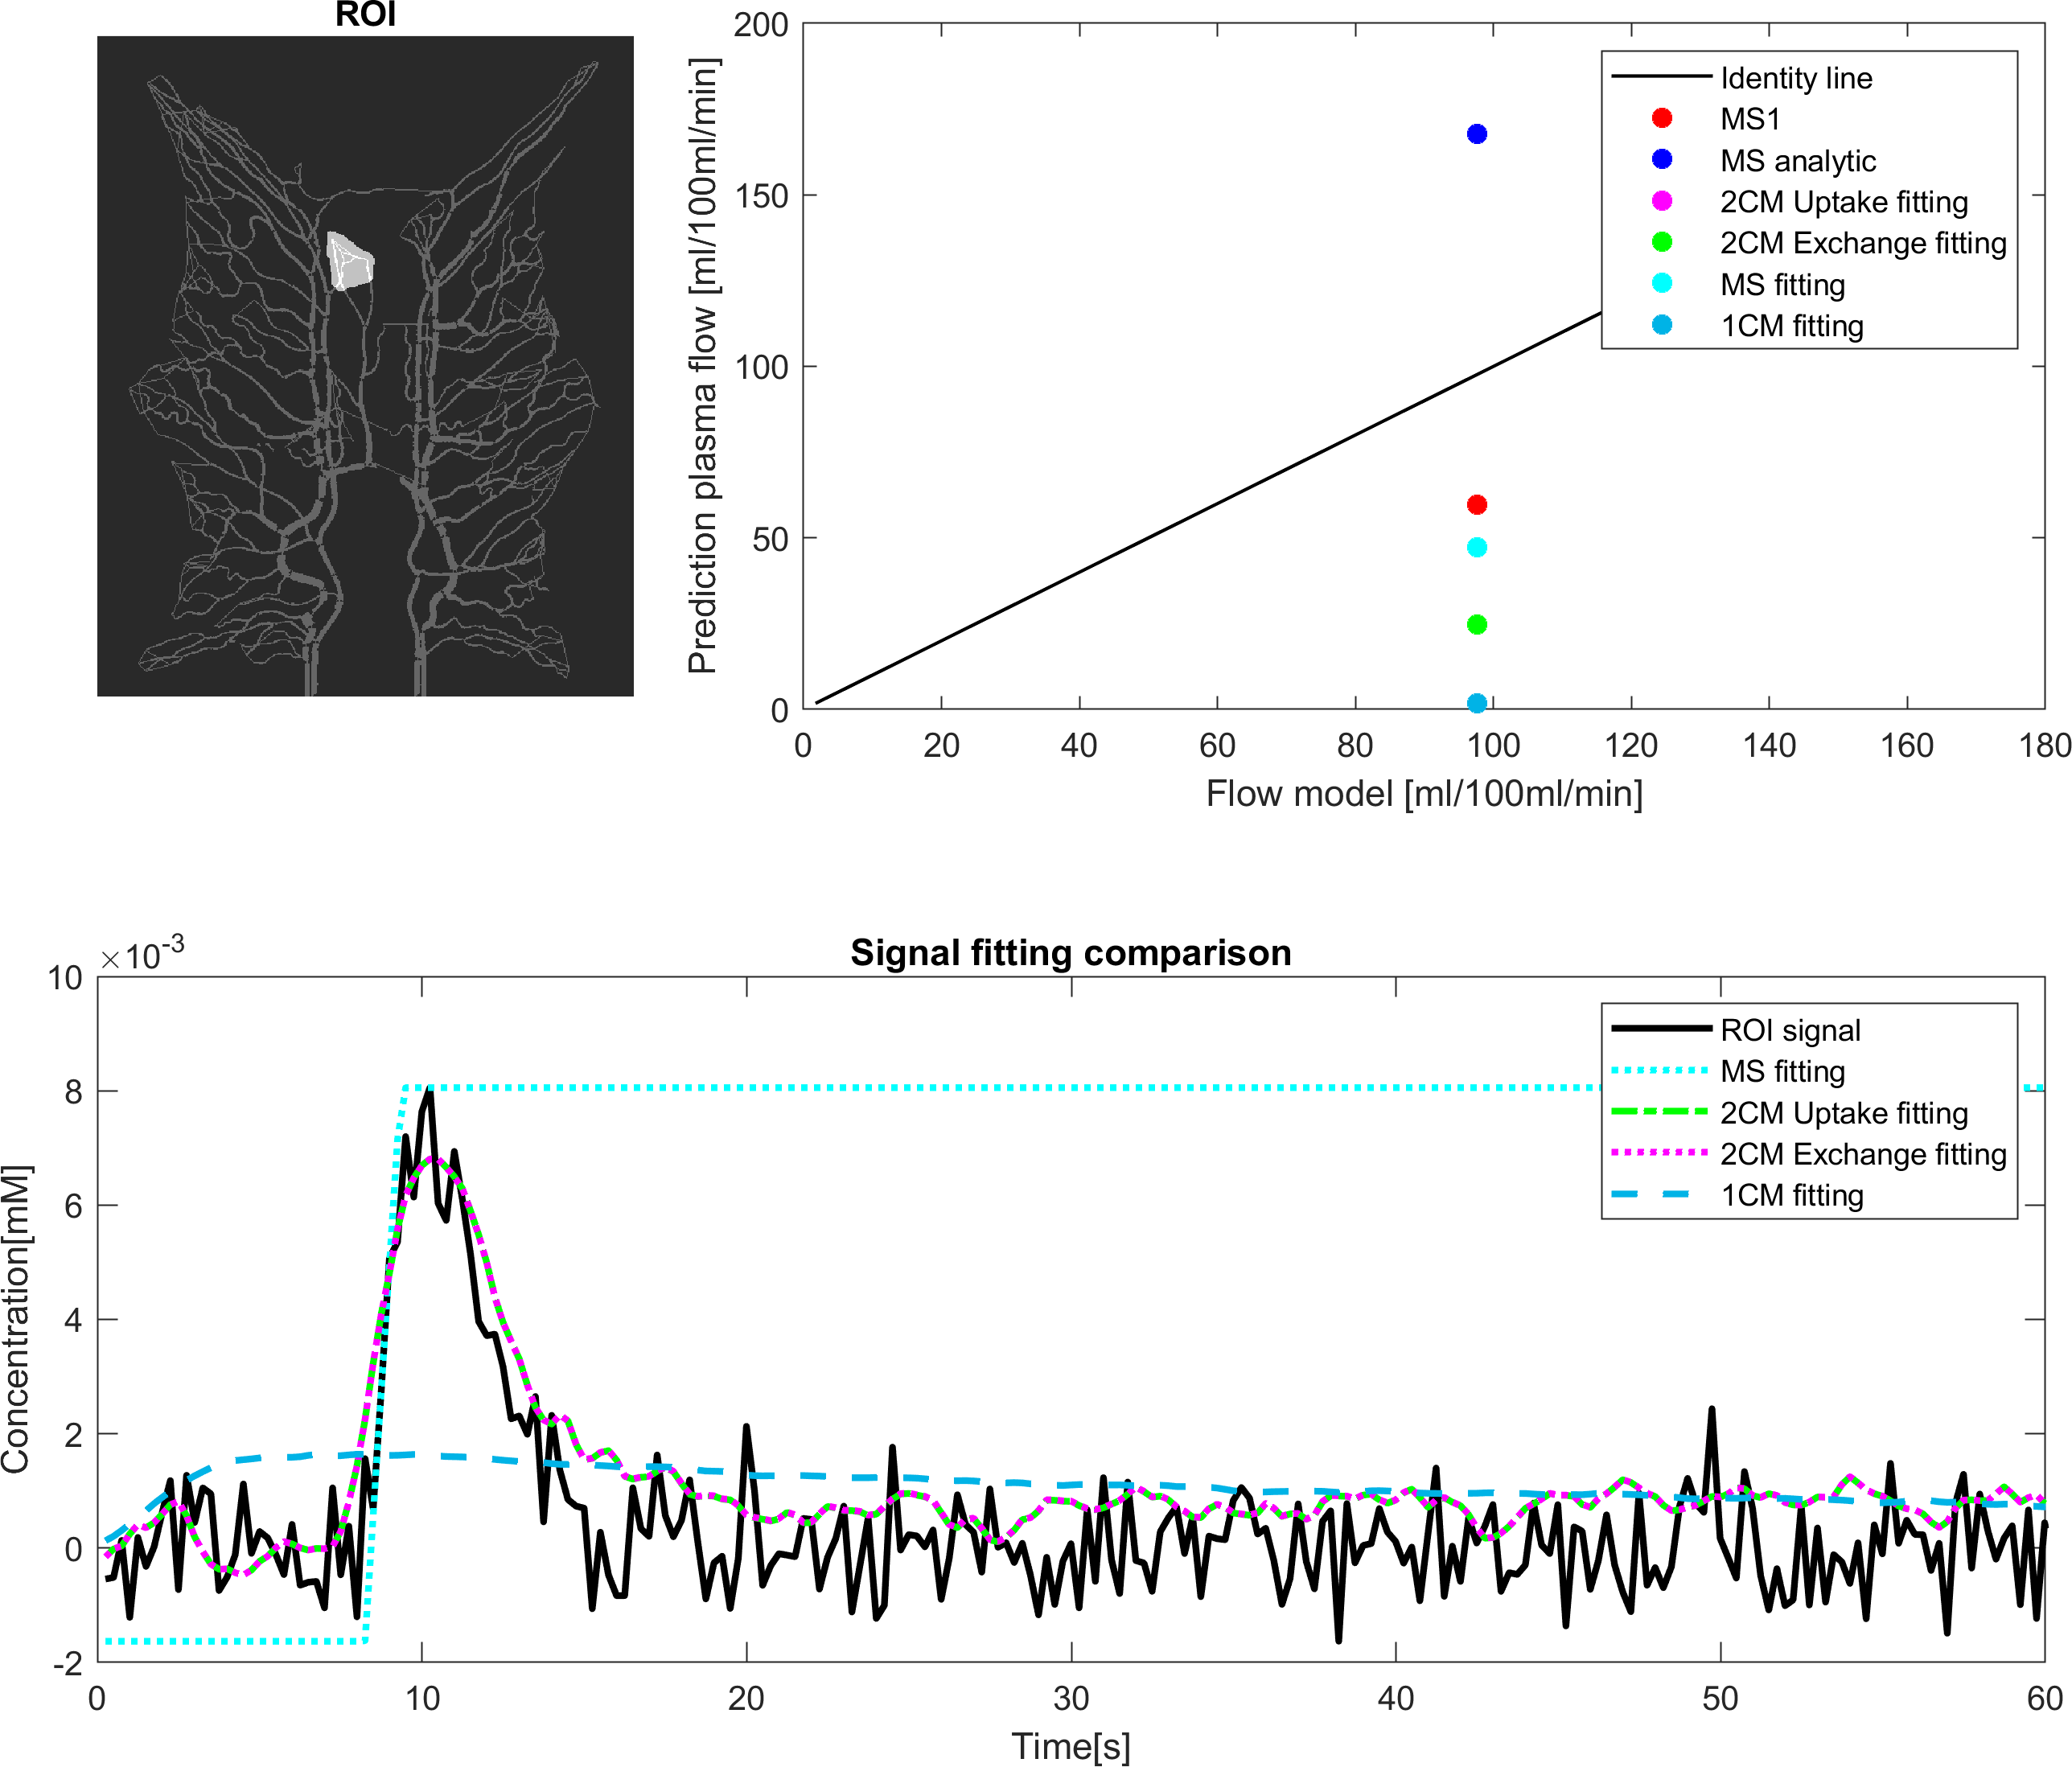 ROI
200
150
100
50
0
0 20 40 60 80 100 120 140 160 180
Prediction plasma flow [ml/100ml/min]
Flow model [ml/100ml/min]
Identity line
MS1
MS analytic
2CM Uptake fitting
2CM Exchange fitting
MS fitting
1CM fitting
Signal fitting comparison
×10-3
10
8
6
4
2
0
-2
0 10 20 30 40 50 60
Concentration[mM]
Time[s]
ROI signal
MS fitting
2CM Uptake fitting
2CM Exchange fitting
1CM fitting